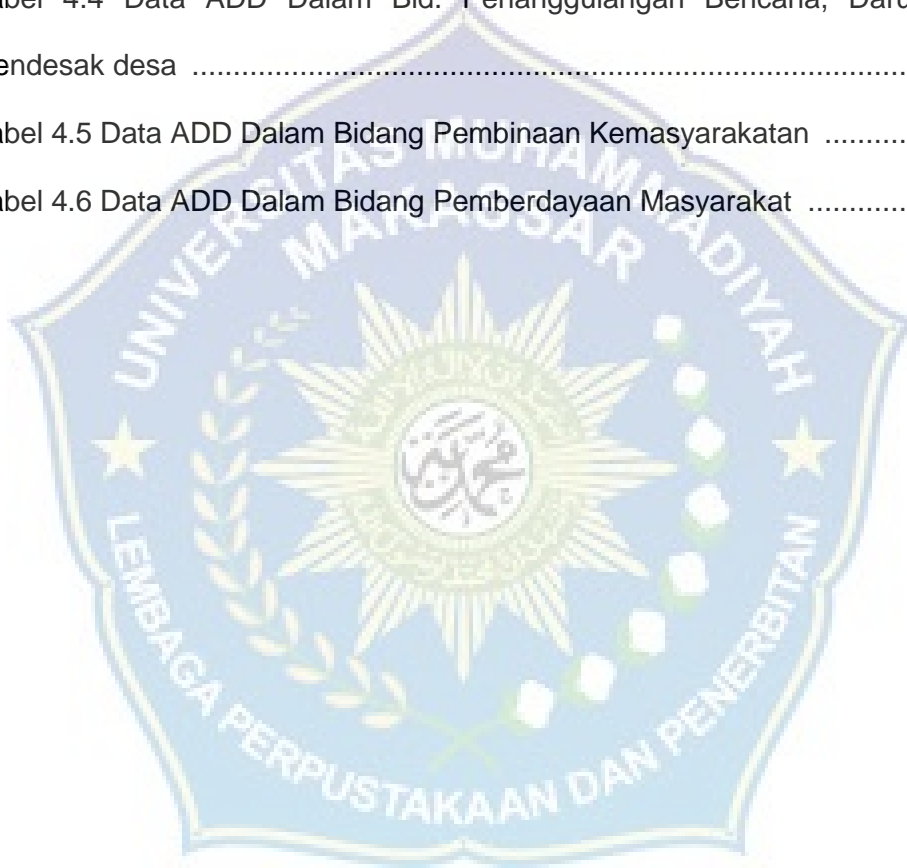 abel 4.4 Data ADD Dalam Bid. Penanggulangan Bencana, Daru
endesak desa ........................................................................
abel 4.5 Data ADD Dalam Bidang Pembinaan Kemasyarakatan ..........
abel 4.6 Data ADD Dalam Bidang Pemberdayaan Masyarakat ............
UNIVERSITAS MUHAMMADIYAH
MAKASSAR
LEMBAGA PERPUSTAKAAN DAN PENERBITAN